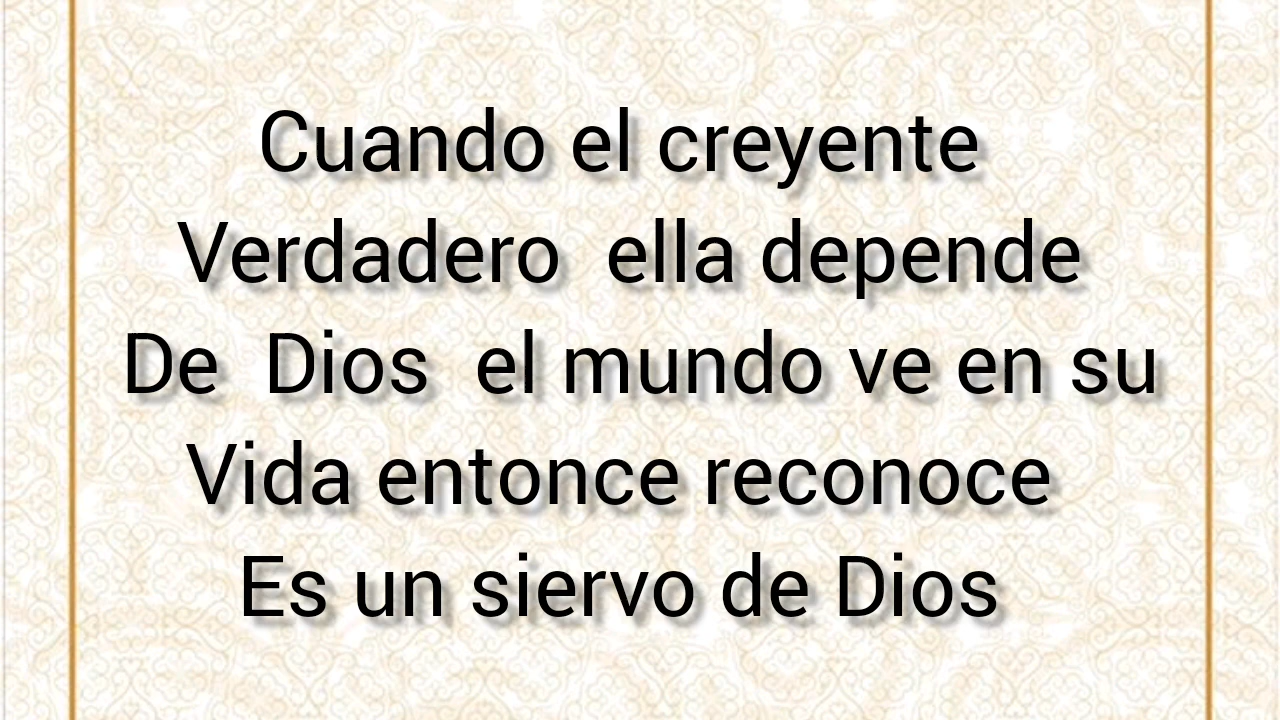 Cuando el creyente
Verdadero ella depende
De Dios el mundo ve en su
Vida entonce reconoce
Es un siervo de Dios